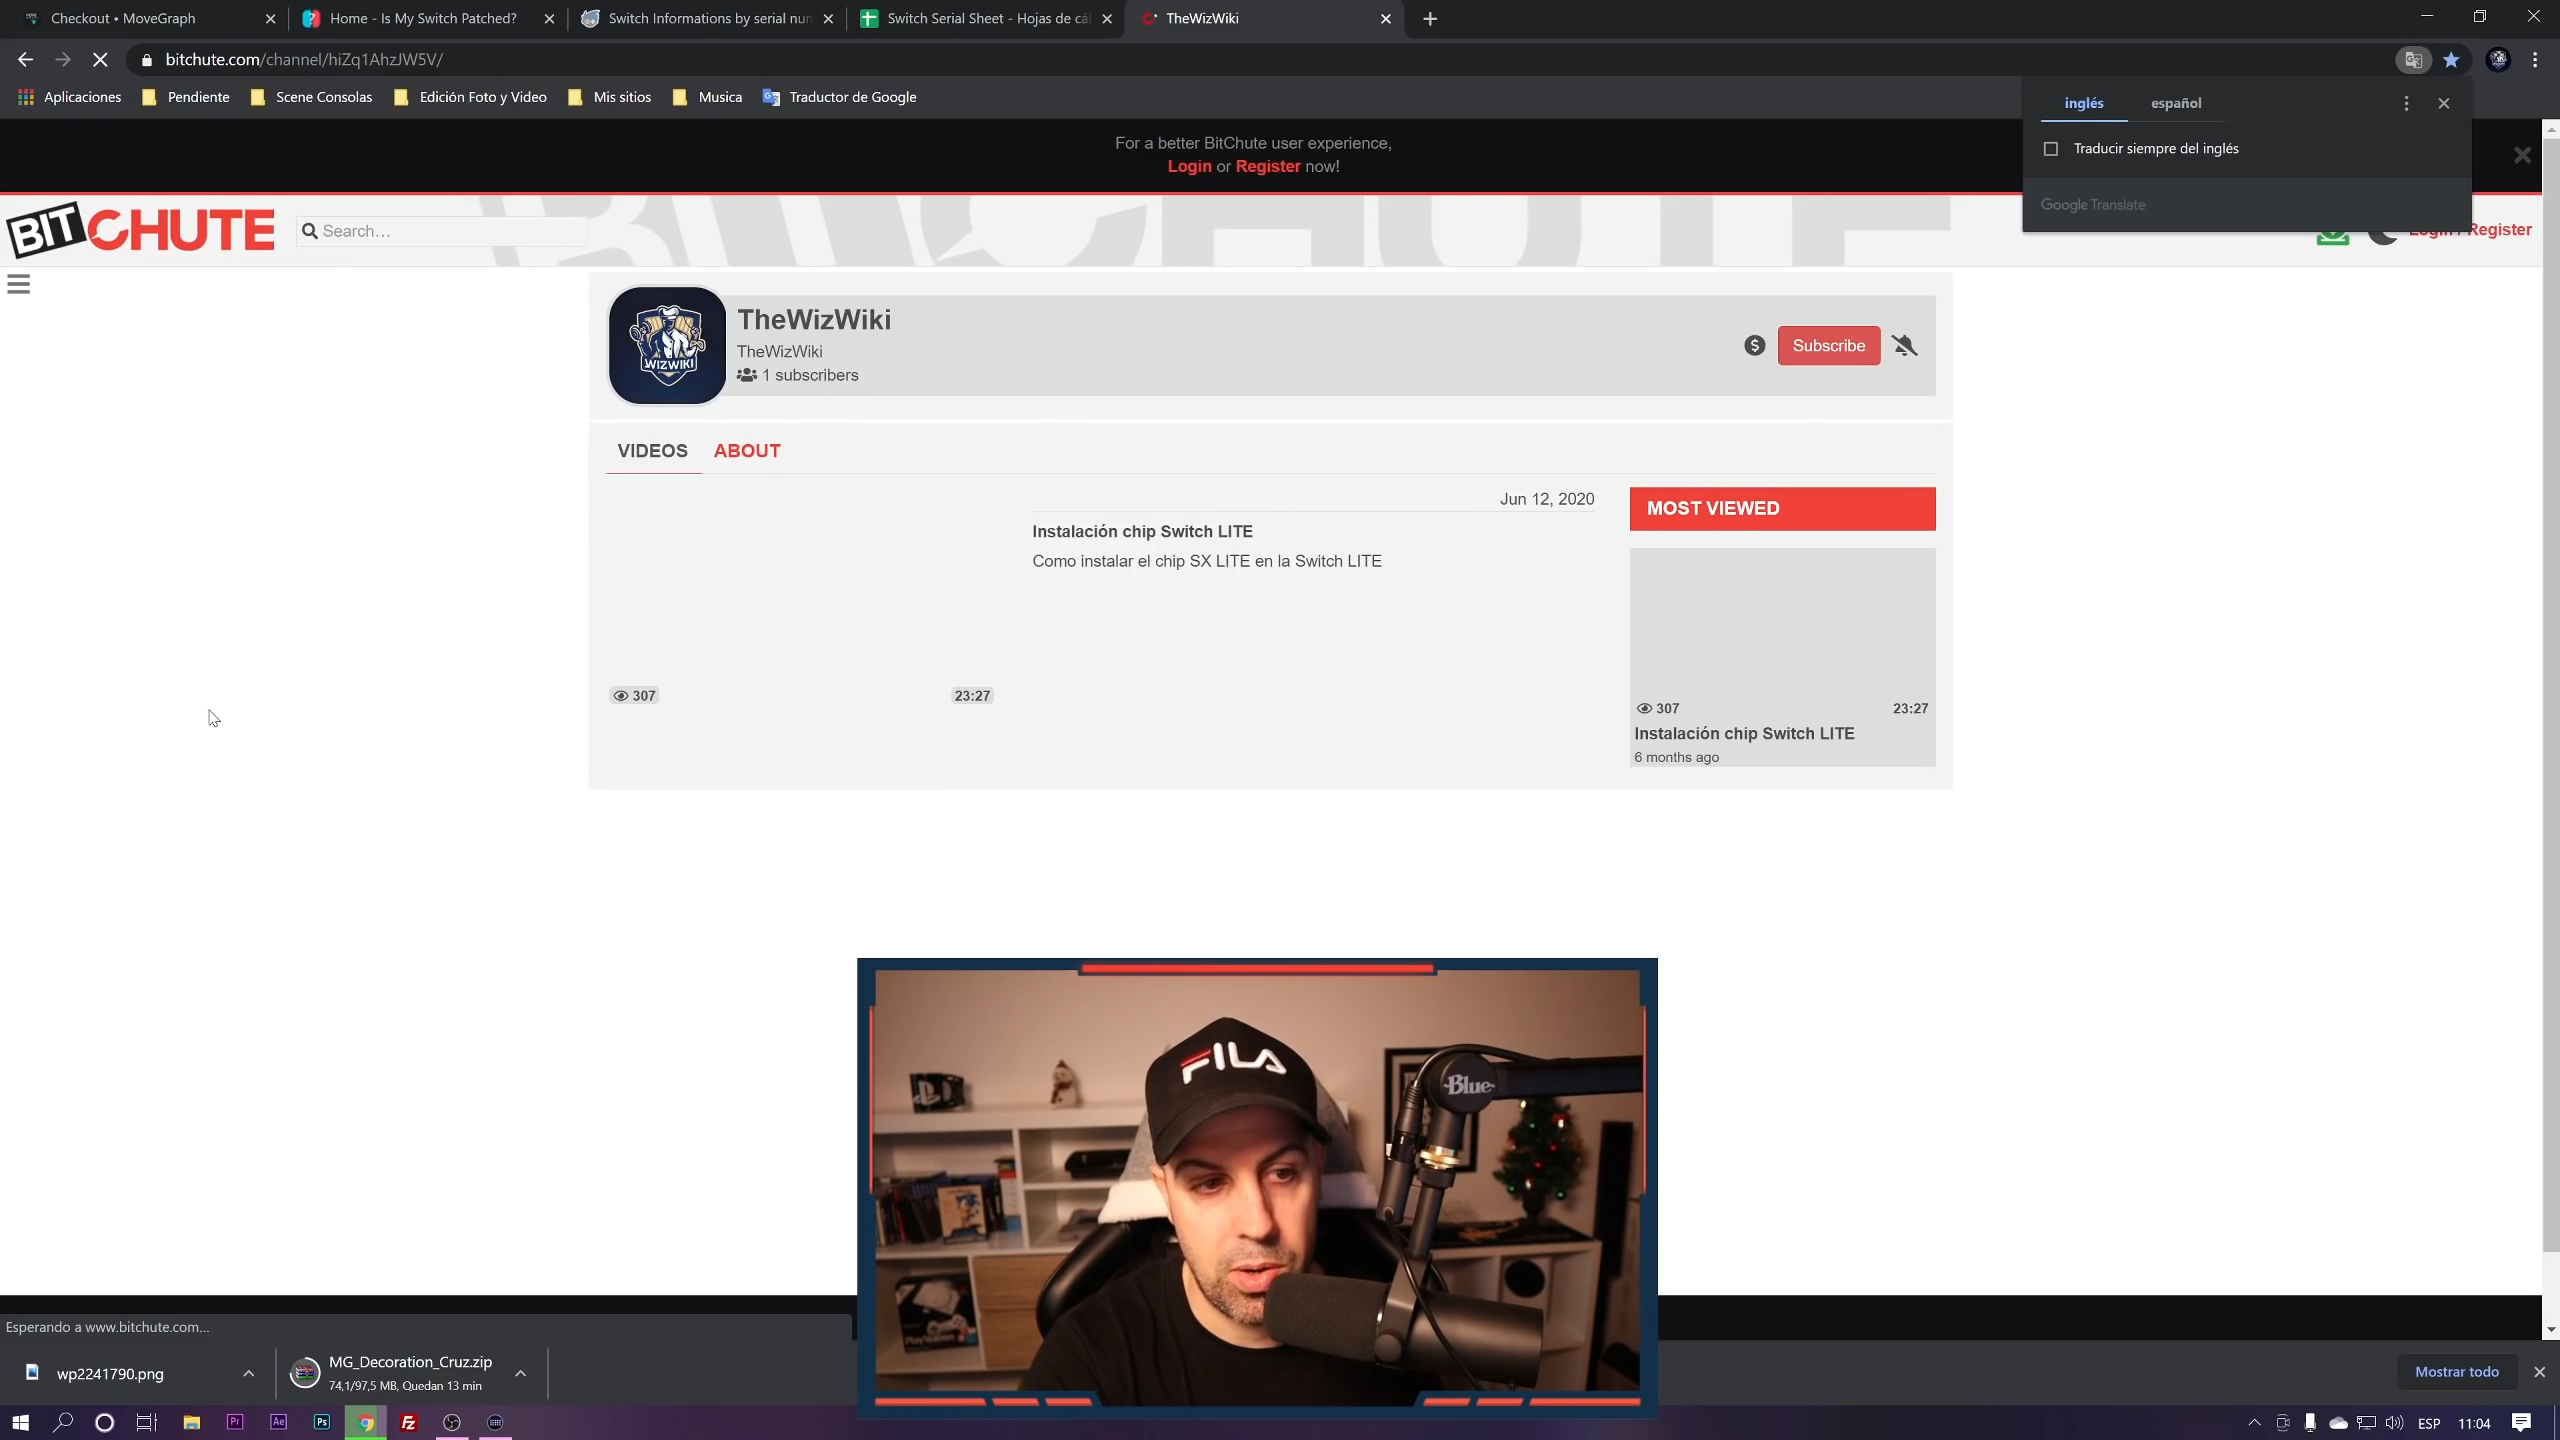 Checkout • MoveGraph
Home - Is My Switch Patched?
Switch Informations by serial nun
Switch Serial Sheet - Hojas de cál
TheWizWiki
bitchute.com/channel/hiZq1AhzJW5V/
Aplicaciones
Pendiente
Scene Consolas
Edición Foto y Video
Mis sitios
Musica
Traductor de Google
inglés
español
Traducir siempre del inglés
Google Translate
For a better BitChute user experience,
Login or Register now!
BITCHUTE
Search...
Login / Register
TheWizWiki
TheWizWiki
1 subscribers
WIZWIKI
Subscribe
VIDEOS
ABOUT
Jun 12, 2020
Instalación chip Switch LITE
Como instalar el chip SX LITE en la Switch LITE
307
23:27
MOST VIEWED
307
23:27
Instalación chip Switch LITE
6 months ago
FILA
Blue
Esperando a www.bitchute.com...
wp2241790.png
MG_Decoration_Cruz.zip
74,1/97,5 MB, Quedan 13 min
Mostrar todo
Pr
Ae
Ps
Fz
ESP
11:04